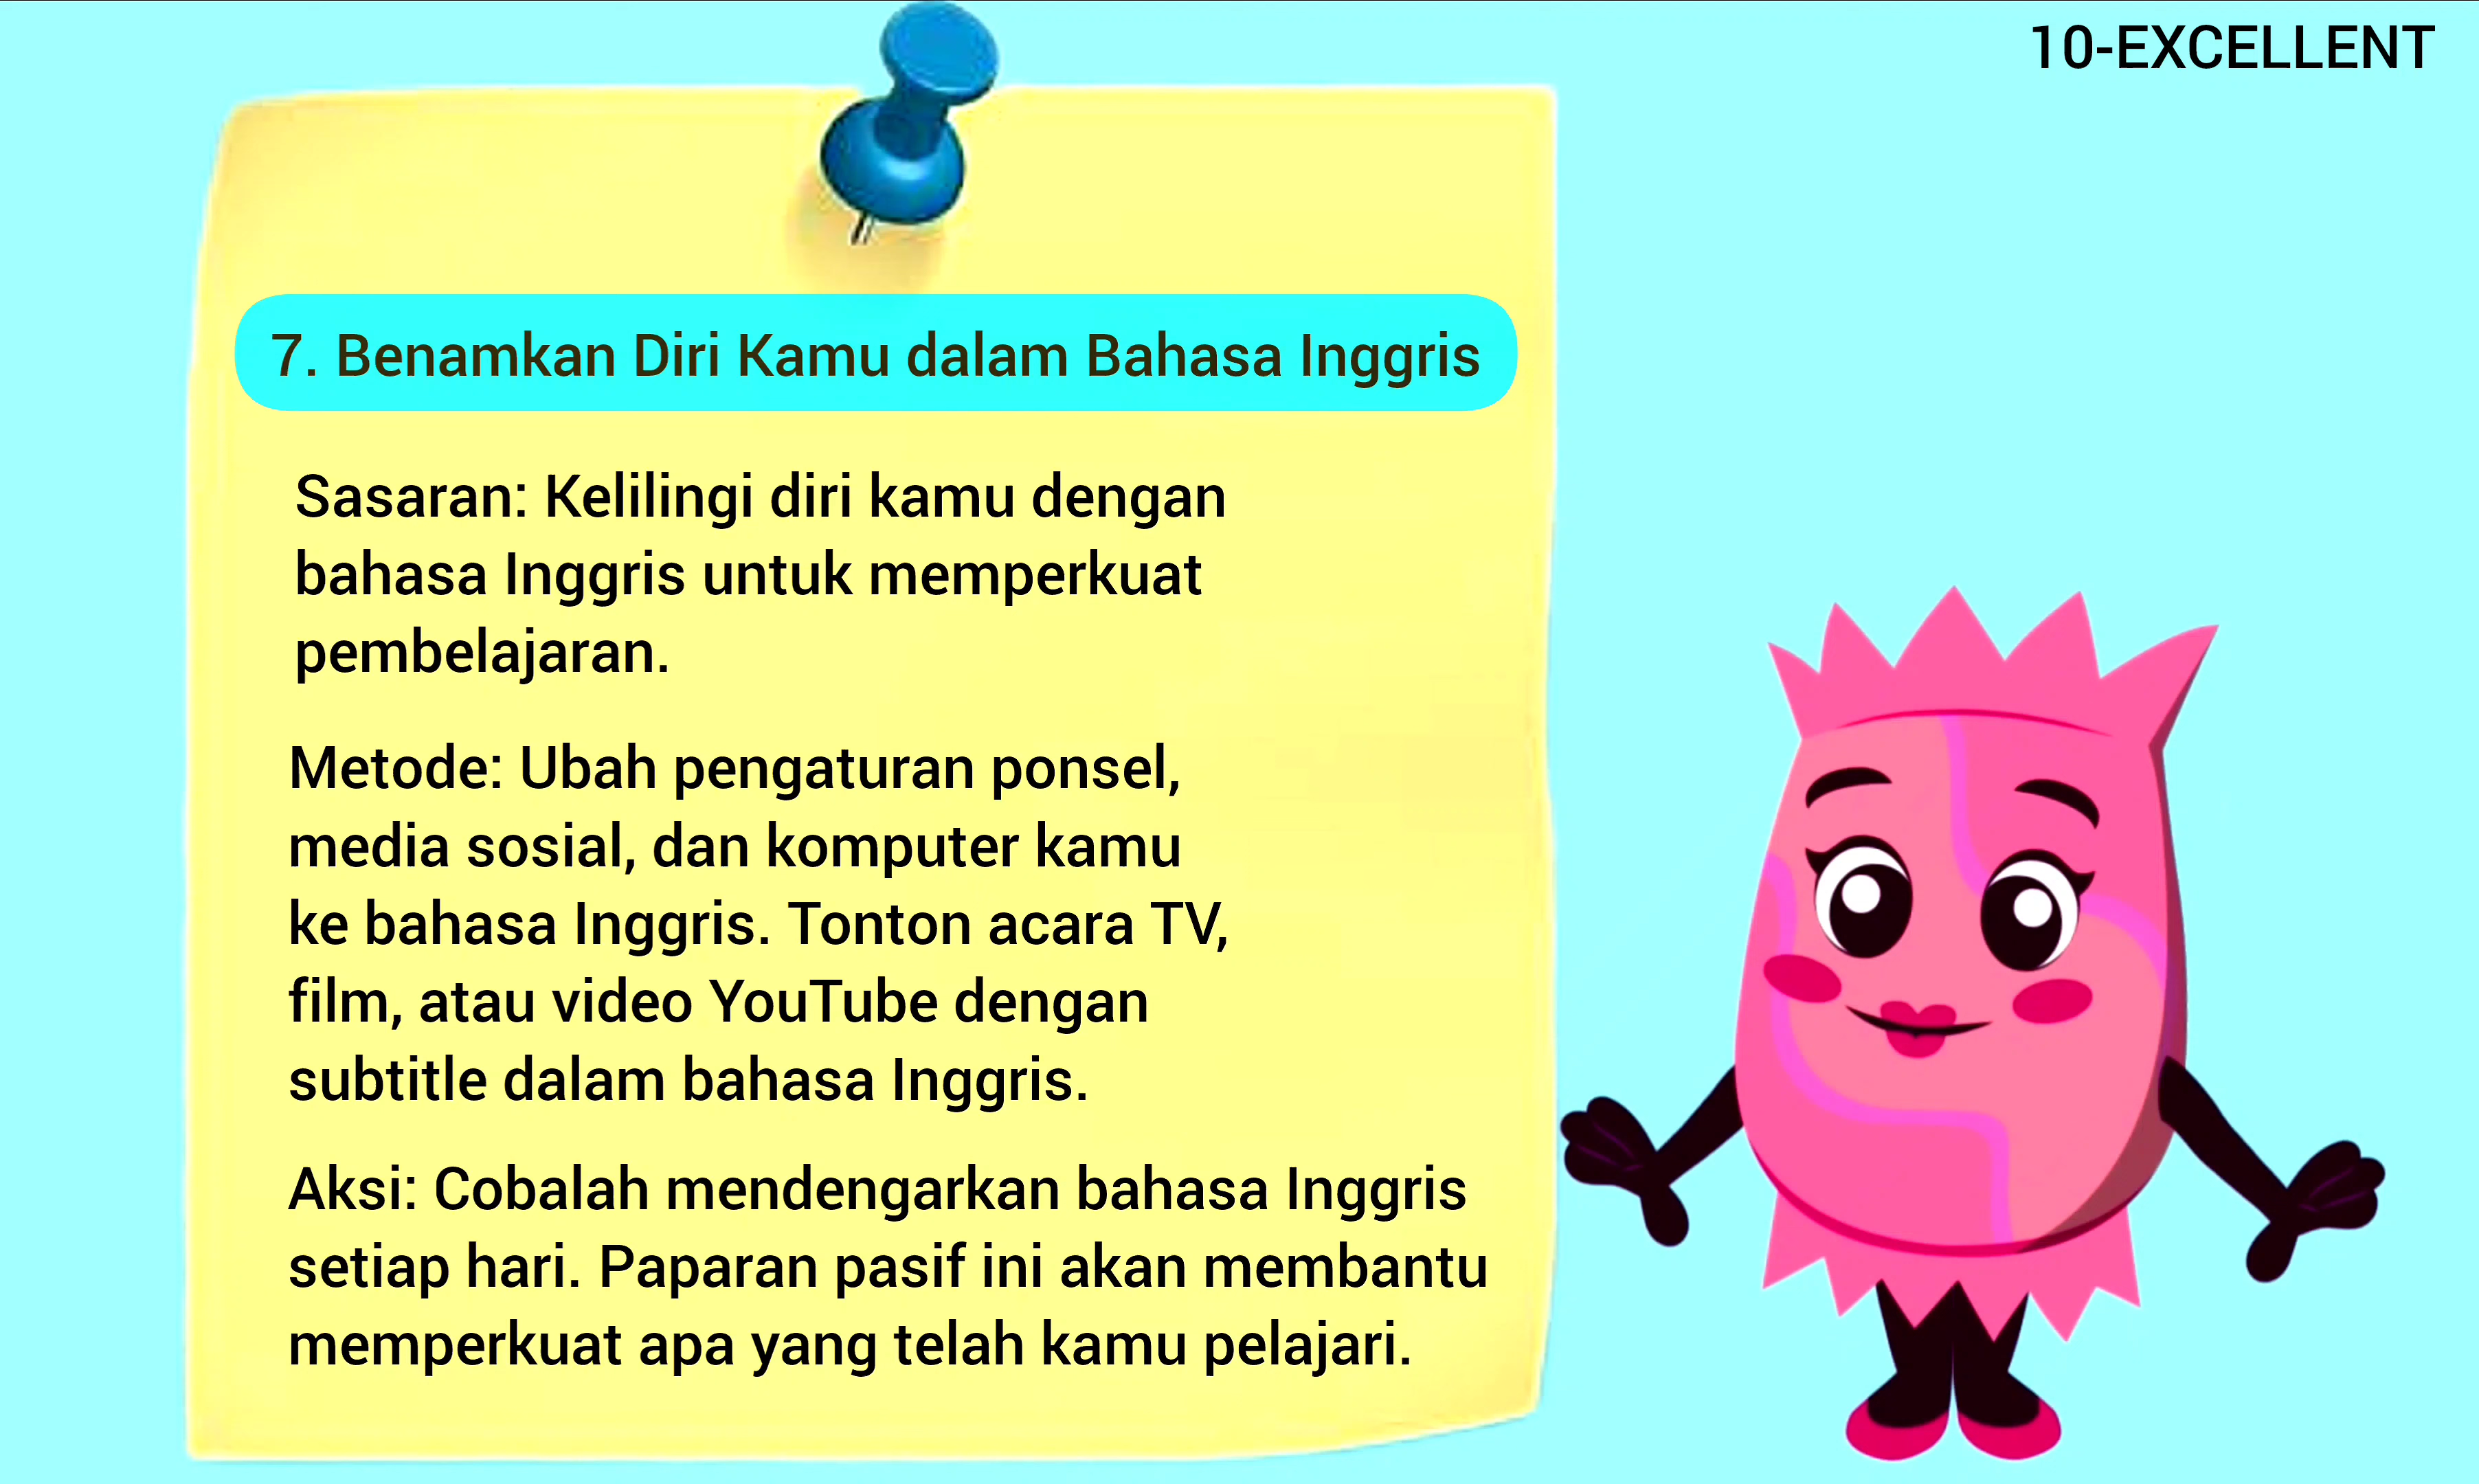 10-EXCELLENT
7. Benamkan Diri Kamu dalam Bahasa Inggris
Sasaran: Kelilingi diri kamu dengan
bahasa Inggris untuk memperkuat
pembelajaran.
Metode: Ubah pengaturan ponsel,
media sosial, dan komputer kamu
ke bahasa Inggris. Tonton acara TV,
film, atau video YouTube dengan
subtitle dalam bahasa Inggris.
Aksi: Cobalah mendengarkan bahasa Inggris
setiap hari. Paparan pasif ini akan membantu
memperkuat apa yang telah kamu pelajari.